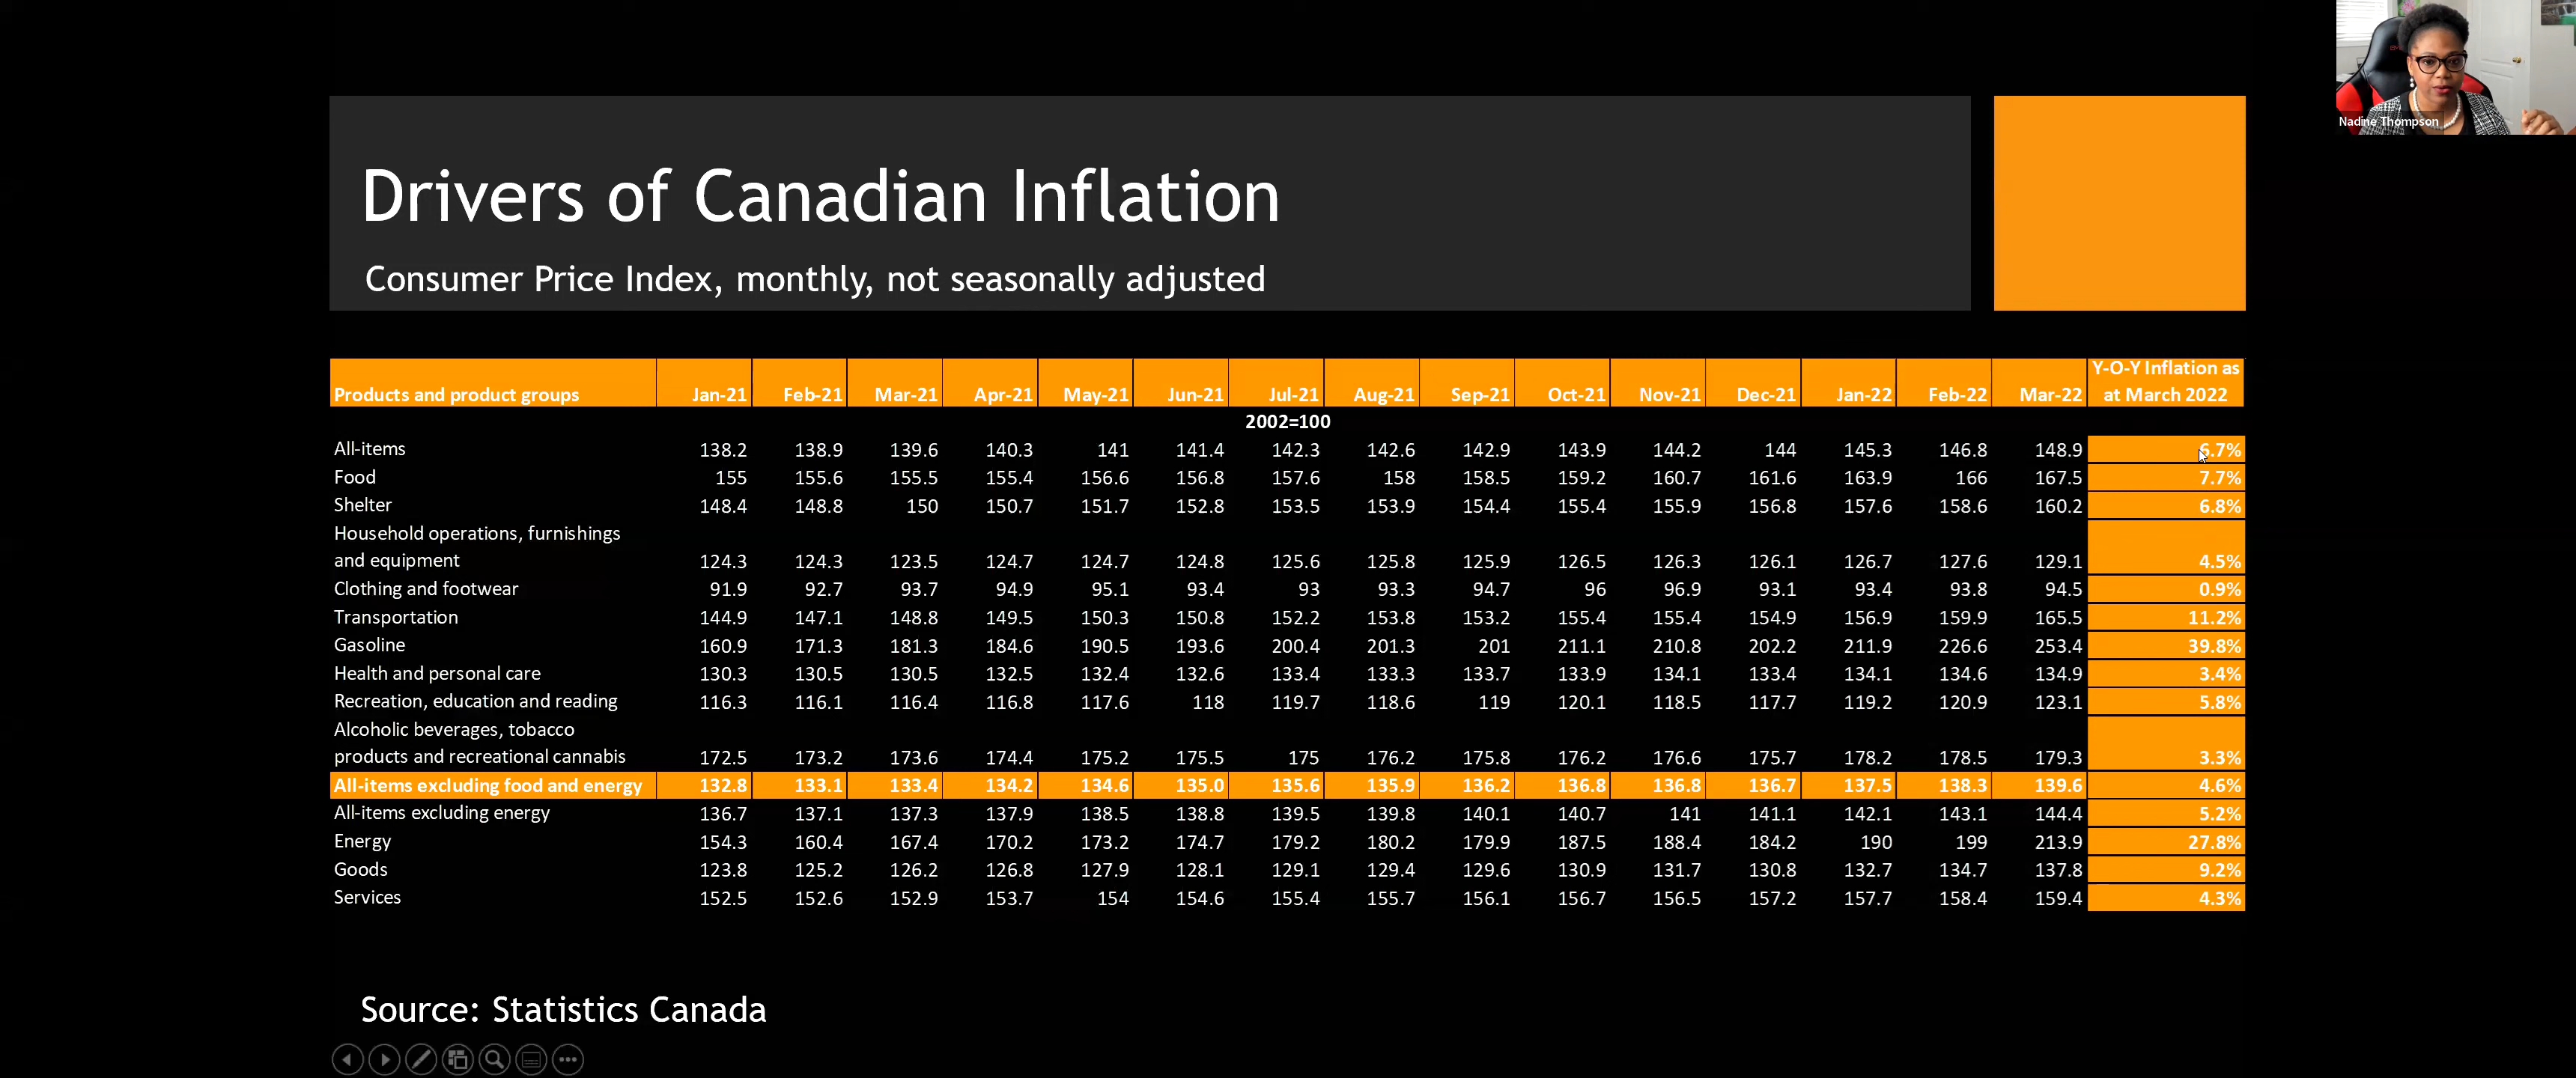 Nadine Thompson
Drivers of Canadian Inflation
Consumer Price Index, monthly, not seasonally adjusted
Products and product groups Jan-21 Feb-21 Mar-21 Apr-21 May-21 Jun-21 Jul-21 Aug-21 Sep-21 Oct-21 Nov-21 Dec-21 Jan-22 Feb-22 Mar-22 Y-O-Y Inflation as
at March 2022
2002=100
All-items 138.2 138.9 139.6 140.3 141 141.4 142.3 142.6 142.9 143.9 144.2 144 145.3 146.8 148.9 6.7%
Food 155 155.6 155.5 155.4 156.6 156.8 157.6 158 158.5 159.2 160.7 161.6 163.9 166 167.5 7.7%
Shelter 148.4 148.8 150 150.7 151.7 152.8 153.5 153.9 154.4 155.4 155.9 156.8 157.6 158.6 160.2 6.8%
Household operations, furnishings
and equipment 124.3 124.3 123.5 124.7 124.7 124.8 125.6 125.8 125.9 126.5 126.3 126.1 126.7 127.6 129.1 4.5%
Clothing and footwear 91.9 92.7 93.7 94.9 95.1 93.4 93 93.3 94.7 96 96.9 93.1 93.4 93.8 94.5 0.9%
Transportation 144.9 147.1 148.8 149.5 150.3 150.8 152.2 153.8 153.2 155.4 155.4 154.9 156.9 159.9 165.5 11.2%
Gasoline 160.9 171.3 181.3 184.6 190.5 193.6 200.4 201.3 201 211.1 210.8 202.2 211.9 226.6 253.4 39.8%
Health and personal care 130.3 130.5 130.5 132.5 132.4 132.6 133.4 133.3 133.7 133.9 134.1 133.4 134.1 134.6 134.9 3.4%
Recreation, education and reading 116.3 116.1 116.4 116.8 117.6 118 119.7 118.6 119 120.1 118.5 117.7 119.2 120.9 123.1 5.8%
Alcoholic beverages, tobacco
products and recreational cannabis 172.5 173.2 173.6 174.4 175.2 175.5 175 176.2 175.8 176.2 176.6 175.7 178.2 178.5 179.3 3.3%
All-items excluding food and energy 132.8 133.1 133.4 134.2 134.6 135.0 135.6 135.9 136.2 136.8 136.8 136.7 137.5 138.3 139.6 4.6%
All-items excluding energy 136.7 137.1 137.3 137.9 138.5 138.8 139.5 139.8 140.1 140.7 141 141.1 142.1 143.1 144.4 5.2%
Energy 154.3 160.4 167.4 170.2 173.2 174.7 179.2 180.2 179.9 187.5 188.4 184.2 190 199 213.9 27.8%
Goods 123.8 125.2 126.2 126.8 127.9 128.1 129.1 129.4 129.6 130.9 131.7 130.8 132.7 134.7 137.8 9.2%
Services 152.5 152.6 152.9 153.7 154 154.6 155.4 155.7 156.1 156.7 156.5 157.2 157.7 158.4 159.4 4.3%
Source: Statistics Canada